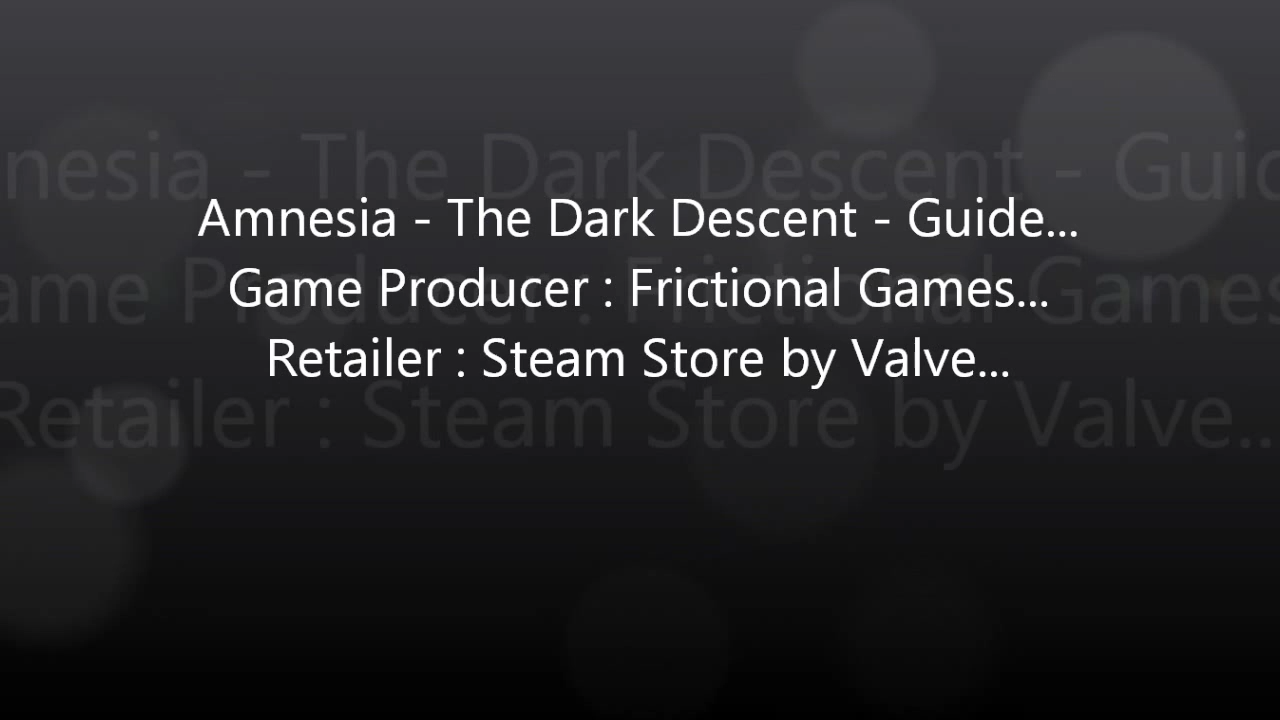 Amnesia - The Dark Descent - Guide...
Game Producer : Frictional Games...
Retailer : Steam Store by Valve...